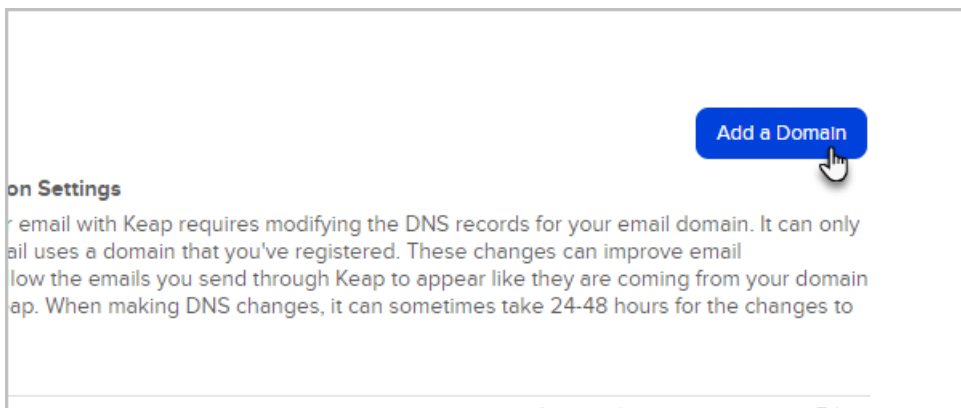 Add a Domain
on Settings
r email with Keap requires modifying the DNS records for your email domain. It can only
ail uses a domain that you've registered. These changes can improve email
low the emails you send through Keap to appear like they are coming from your domain
ap. When making DNS changes, it can sometimes take 24-48 hours for the changes to